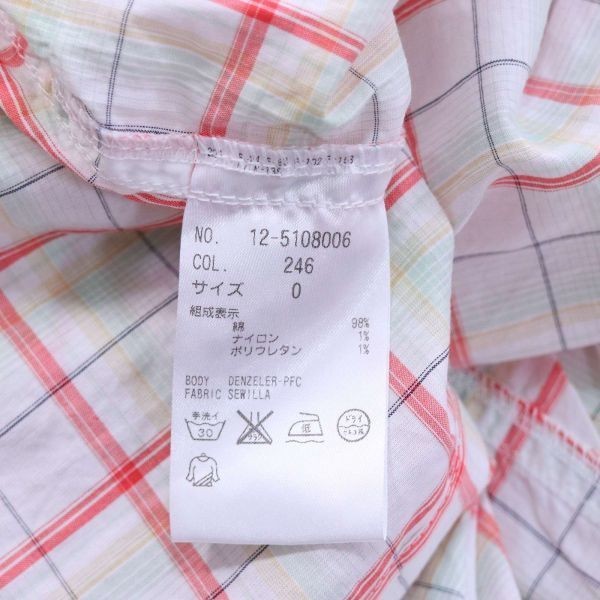 NO. 12-5108006
COL. 246
サイズ 0
組成表示
綿 98%
ナイロン 1%
ポリウレタン 1%
BODY DENZELER-PFC
FABRIC SEWILLA
手洗イ
30
低
ドライ